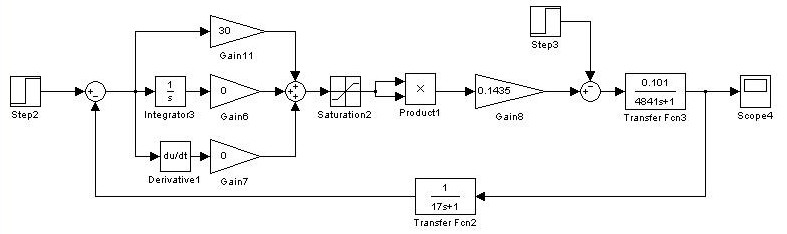 30
Gain11
Step3
Step2
+
−
1
s
Integrator3
0
Gain6
+
+
+
Saturation2
×
Product1
0.1435
Gain8
−
+
0.101
4841s+1
Transfer Fcn3
Scope4
du/dt
Derivative1
0
Gain7
1
17s+1
Transfer Fcn2